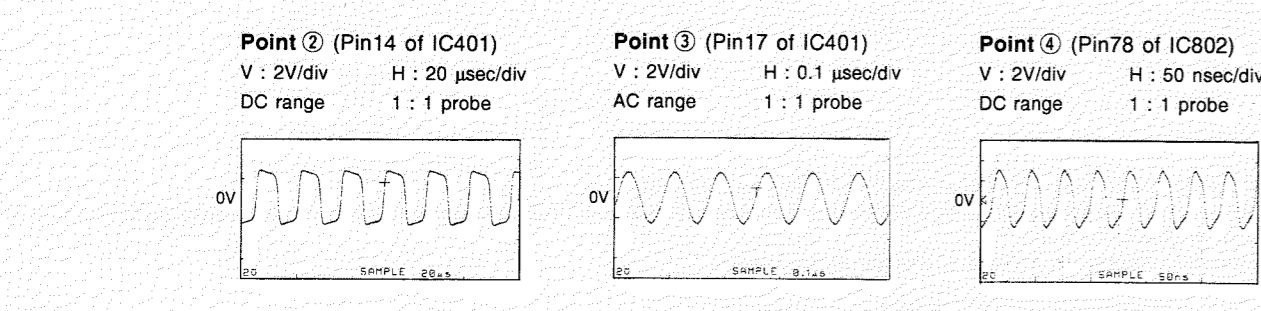 Point ② (Pin14 of IC401)
V : 2V/div H : 20 μsec/div
DC range 1 : 1 probe
0V
20 SAMPLE 20μs
Point ③ (Pin17 of IC401)
V : 2V/div H : 0.1 μsec/div
AC range 1 : 1 probe
0V
20 SAMPLE 0.1μs
Point ④ (Pin78 of IC802)
V : 2V/div H : 50 nsec/div
DC range 1 : 1 probe
0V
20 SAMPLE 50ns